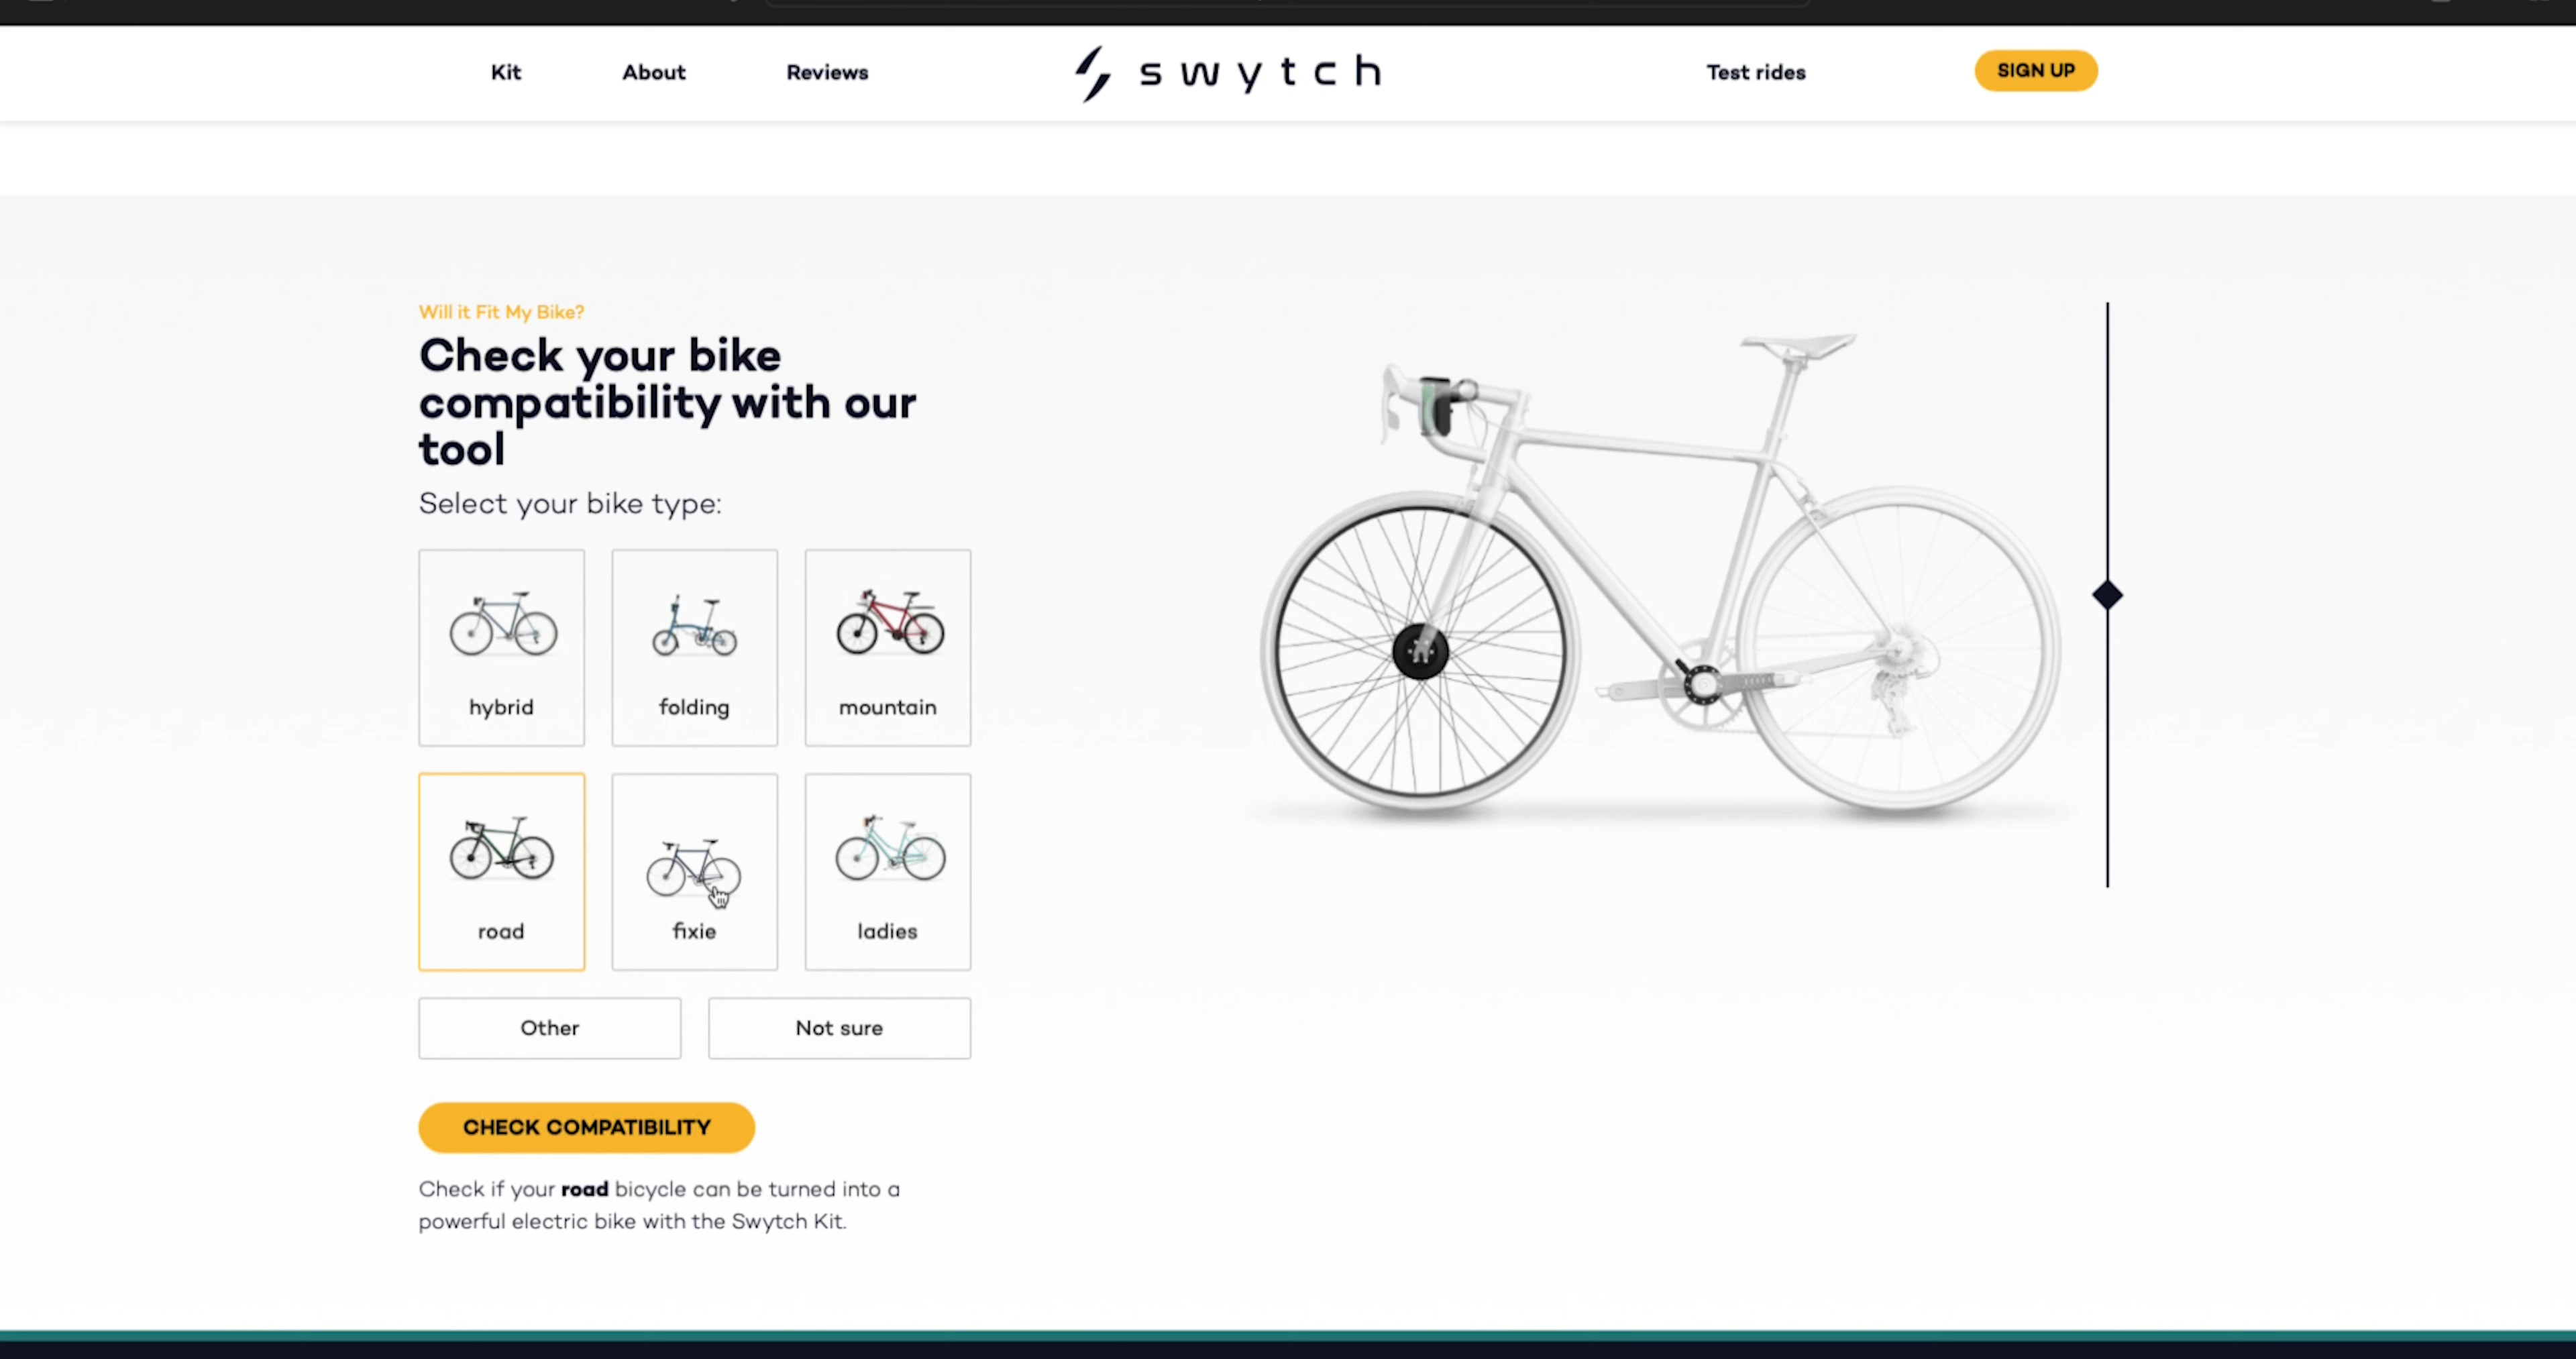 Kit
About
Reviews
swytch
Test rides
SIGN UP
Will it Fit My Bike?
Check your bike
compatibility with our
tool
Select your bike type:
hybrid
folding
mountain
road
fixie
ladies
Other
Not sure
CHECK COMPATIBILITY
Check if your road bicycle can be turned into a
powerful electric bike with the Swytch Kit.